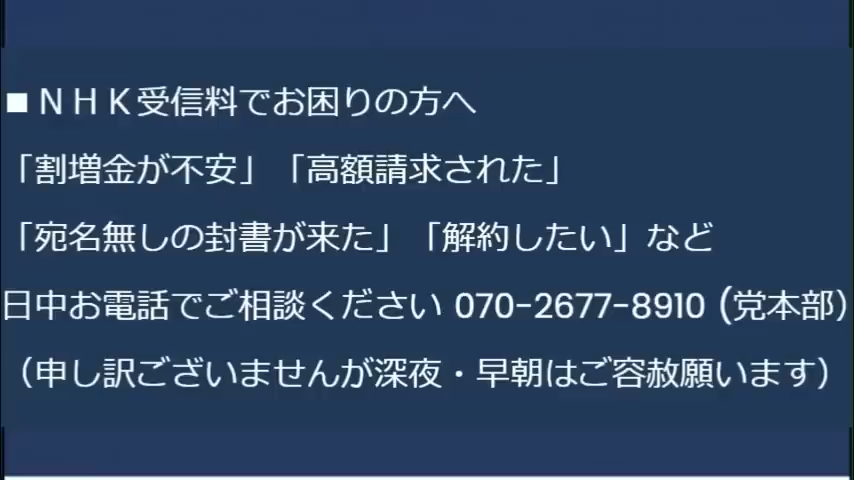 ■ＮＨＫ受信料でお困りの方へ
「割増金が不安」「高額請求された」
「宛名無しの封書が来た」「解約したい」など
日中お電話でご相談ください 070-2677-8910 (党本部)
（申し訳ございませんが深夜・早朝はご容赦願います）